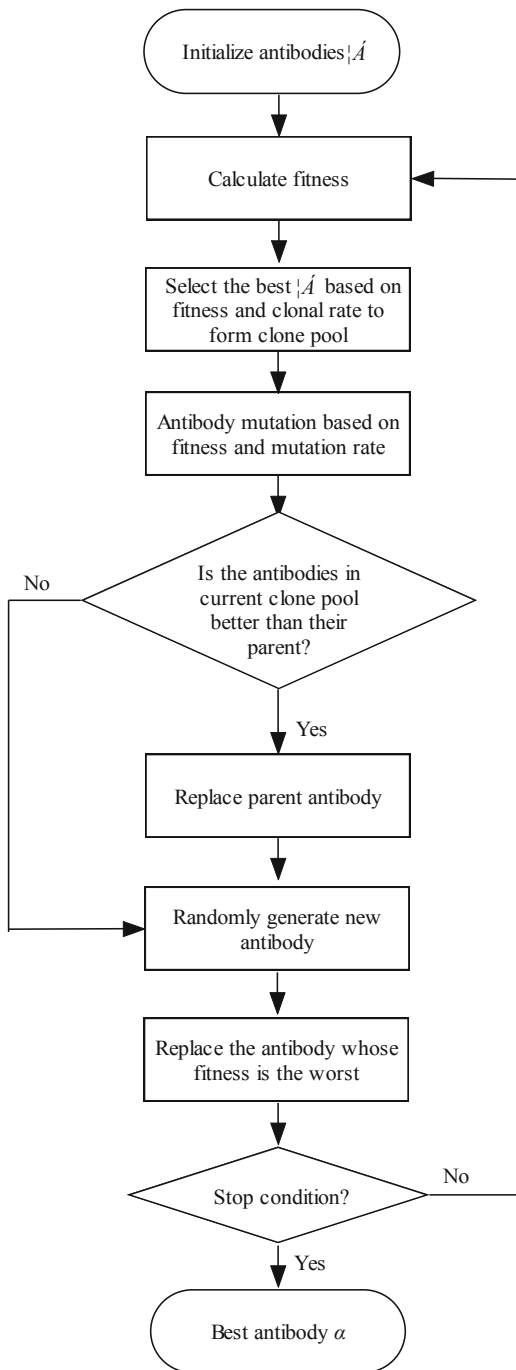 Initialize antibodies¦Á
Calculate fitness
Select the best ¦Á based on
fitness and clonal rate to
form clone pool
Antibody mutation based on
fitness and mutation rate
No
Is the antibodies in
current clone pool
better than their
parent?
Yes
Replace parent antibody
Randomly generate new
antibody
Replace the antibody whose
fitness is the worst
No
Stop condition?
Yes
Best antibody α